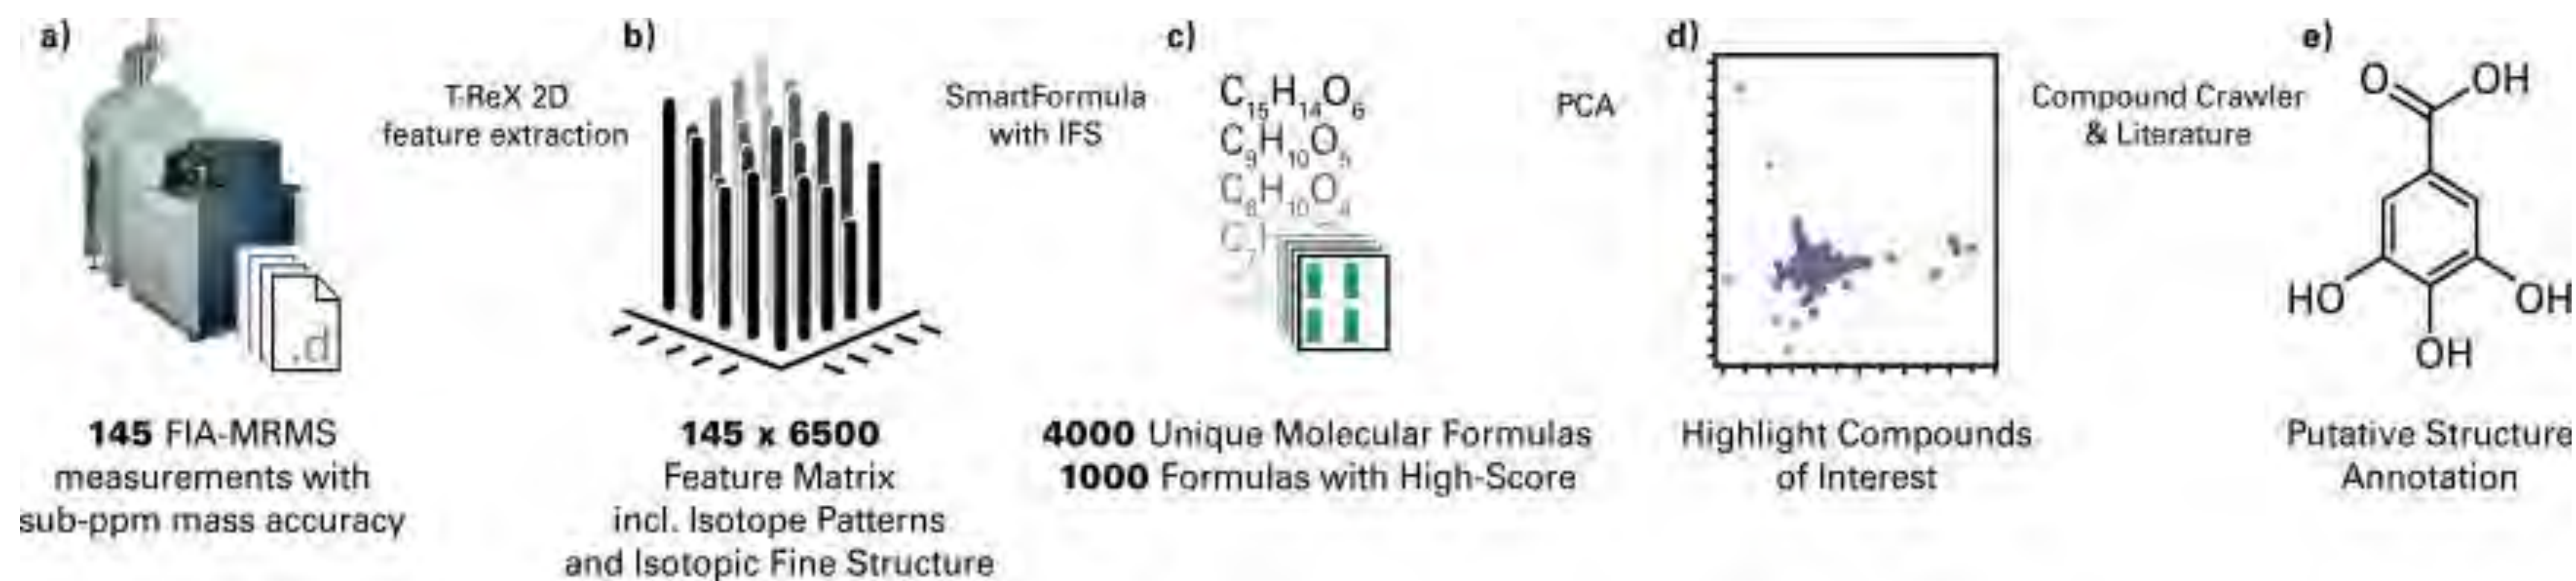 a)
.d
145 FIA-MRMS
measurements with
sub-ppm mass accuracy
T-ReX 2D
feature extraction
b)
145 x 6500
Feature Matrix
incl. Isotope Patterns
and Isotopic Fine Structure
SmartFormula
with IFS
c)
C₁₅H₁₄O₆
C₉H₁₀O₅
C₈H₁₀O₄
4000 Unique Molecular Formulas
1000 Formulas with High-Score
PCA
d)
Highlight Compounds
of Interest
Compound Crawler
& Literature
e)
O OH
HO OH
OH
Putative Structure
Annotation